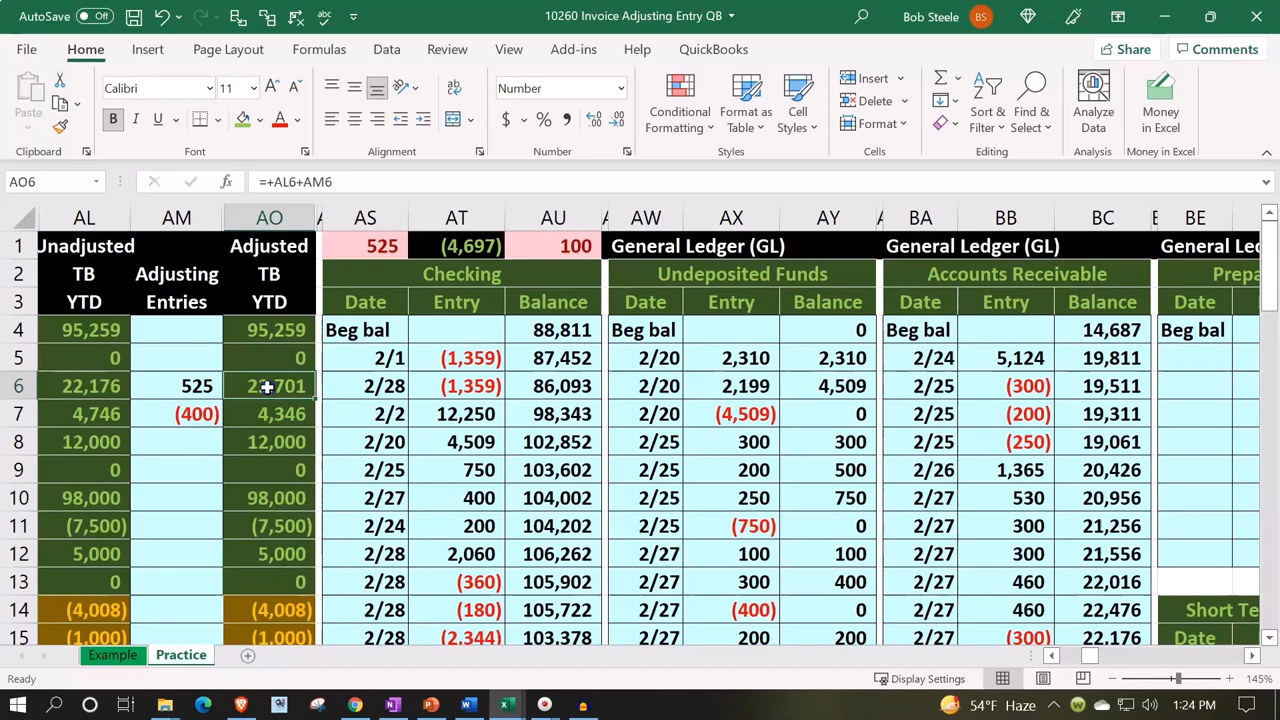 AutoSave Off 10260 Invoice Adjusting Entry QB Bob Steele BS
File Home Insert Page Layout Formulas Data Review View Add-ins Help QuickBooks Share Comments
Paste Calibri 11 B I U A Number $ % Conditional Formatting Format as Table Cell Styles Insert Delete Format Sort & Filter Find & Select Analyze Data Money in Excel
Clipboard Font Alignment Number Styles Cells Editing Analysis Money in Excel
AO6 fx =+AL6+AM6
AL AM AO AS AT AU AW AX AY BA BB BC BE
1 Unadjusted Adjusted 525 (4,697) 100 General Ledger (GL) General Ledger (GL) General Led
2 TB Adjusting TB Checking Undeposited Funds Accounts Receivable Prepa
3 YTD Entries YTD Date Entry Balance Date Entry Balance Date Entry Balance Date
4 95,259 95,259 Beg bal 88,811 Beg bal 0 Beg bal 14,687 Beg bal
5 0 0 2/1 (1,359) 87,452 2/20 2,310 2,310 2/24 5,124 19,811
6 22,176 525 22,701 2/28 (1,359) 86,093 2/20 2,199 4,509 2/25 (300) 19,511
7 4,746 (400) 4,346 2/2 12,250 98,343 (4,509) 0 2/25 (200) 19,311
8 12,000 12,000 2/20 4,509 102,852 2/25 300 300 2/25 (250) 19,061
9 0 0 2/25 750 103,602 2/25 200 500 2/26 1,365 20,426
10 98,000 98,000 2/27 400 104,002 2/25 250 750 2/27 530 20,956
11 (7,500) (7,500) 2/24 200 104,202 2/25 (750) 0 2/27 300 21,256
12 5,000 5,000 2/28 2,060 106,262 2/27 100 100 2/27 300 21,556
13 0 0 2/28 (360) 105,902 2/27 300 400 2/27 460 22,016
14 (4,008) (4,008) 2/28 (180) 105,722 2/27 (400) 0 2/27 460 22,476 Short Te
15 (1,000) (1,000) 2/28 (2,344) 103,378 2/27 200 200 2/27 (300) 22,176 Date
Example Practice
Ready Display Settings 145%
54°F Haze 1:24 PM